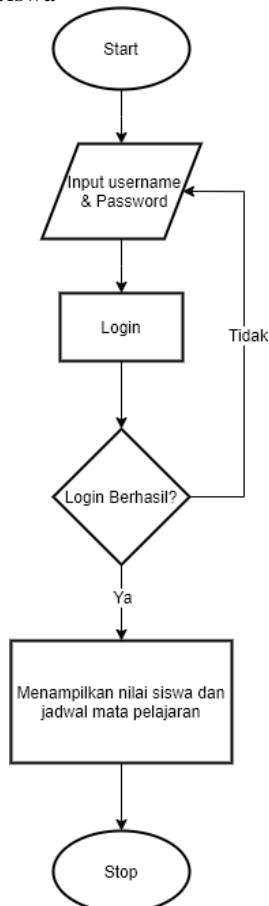 Start
Input username
& Password
Login
Tidak
Login Berhasil?
Ya
Menampilkan nilai siswa dan
jadwal mata pelajaran
Stop